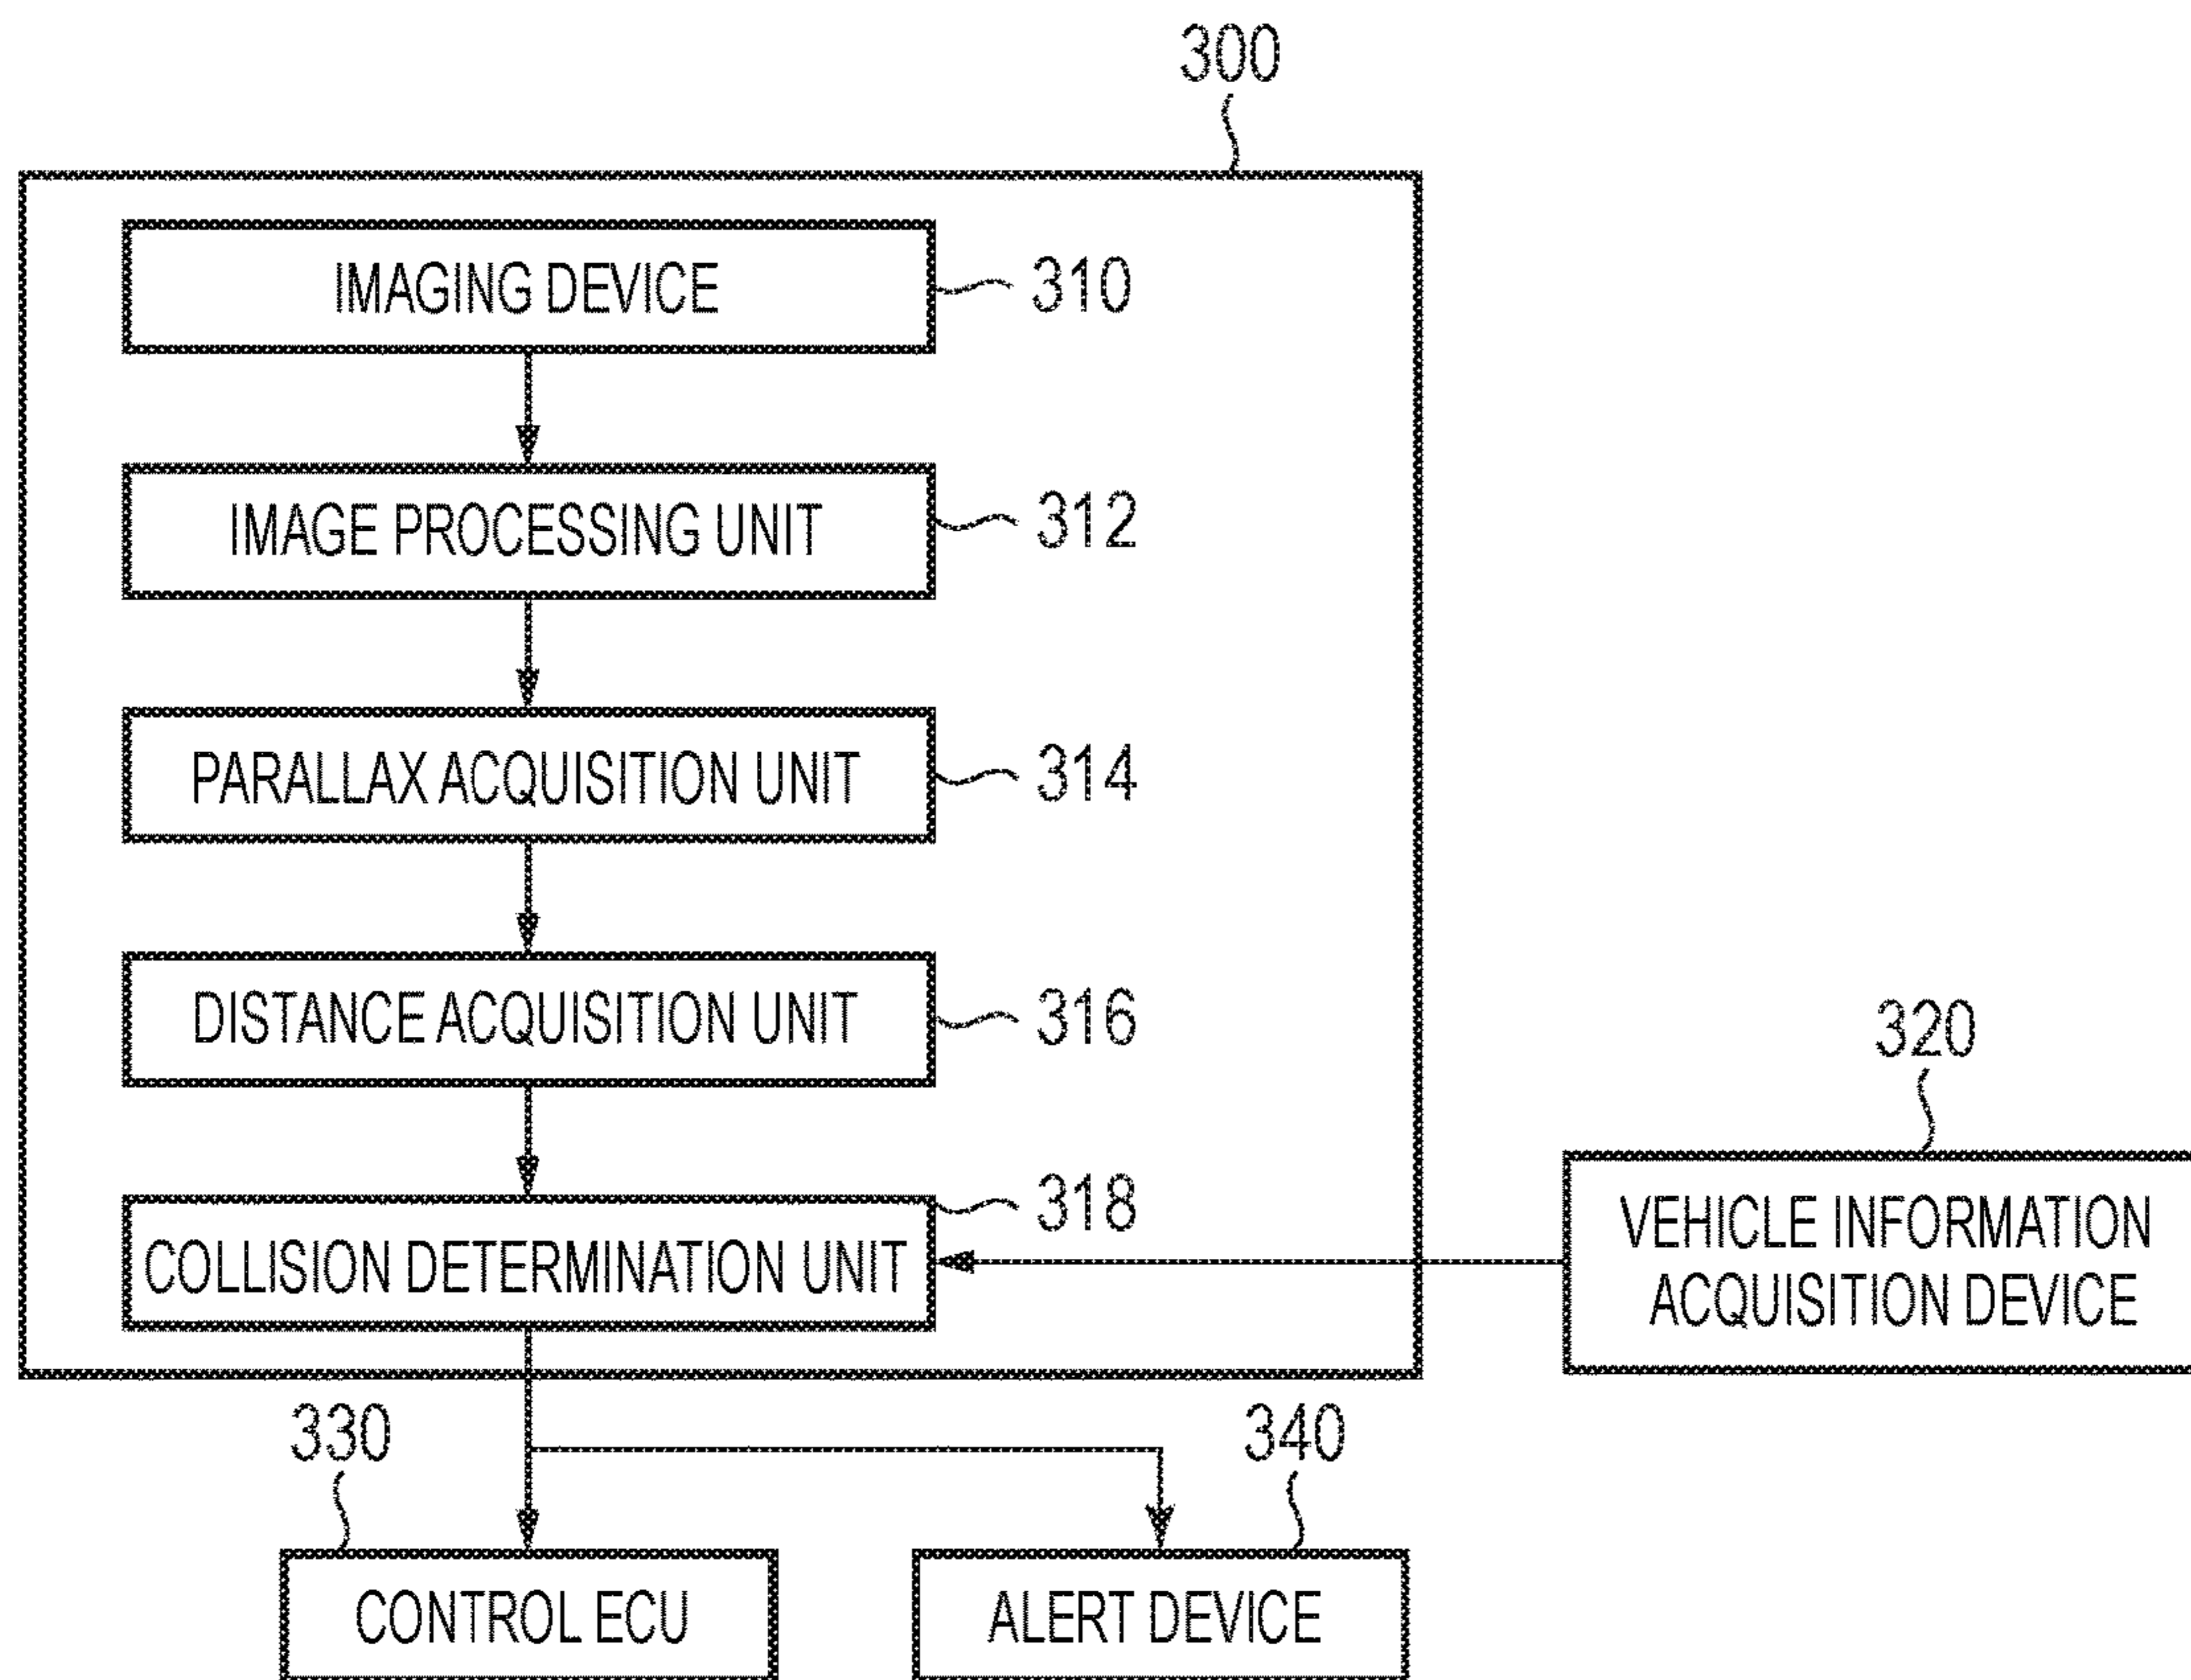 300
IMAGING DEVICE
310
IMAGE PROCESSING UNIT
312
PARALLAX ACQUISITION UNIT
314
DISTANCE ACQUISITION UNIT
316
318
COLLISION DETERMINATION UNIT
320
VEHICLE INFORMATION
ACQUISITION DEVICE
330
CONTROL ECU
340
ALERT DEVICE